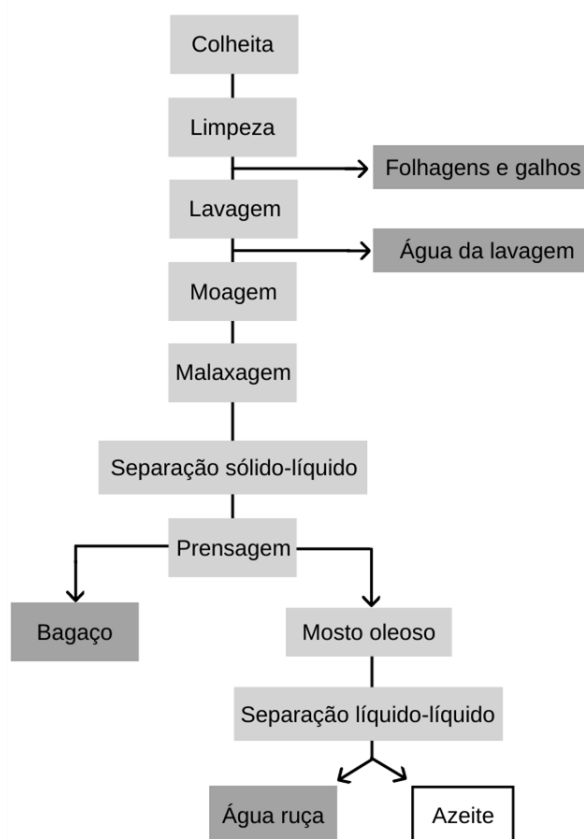 Colheita
Limpeza
Folhagens e galhos
Lavagem
Água da lavagem
Moagem
Malaxagem
Separação sólido-líquido
Prensagem
Bagaço
Mosto oleoso
Separação líquido-líquido
Água ruça
Azeite